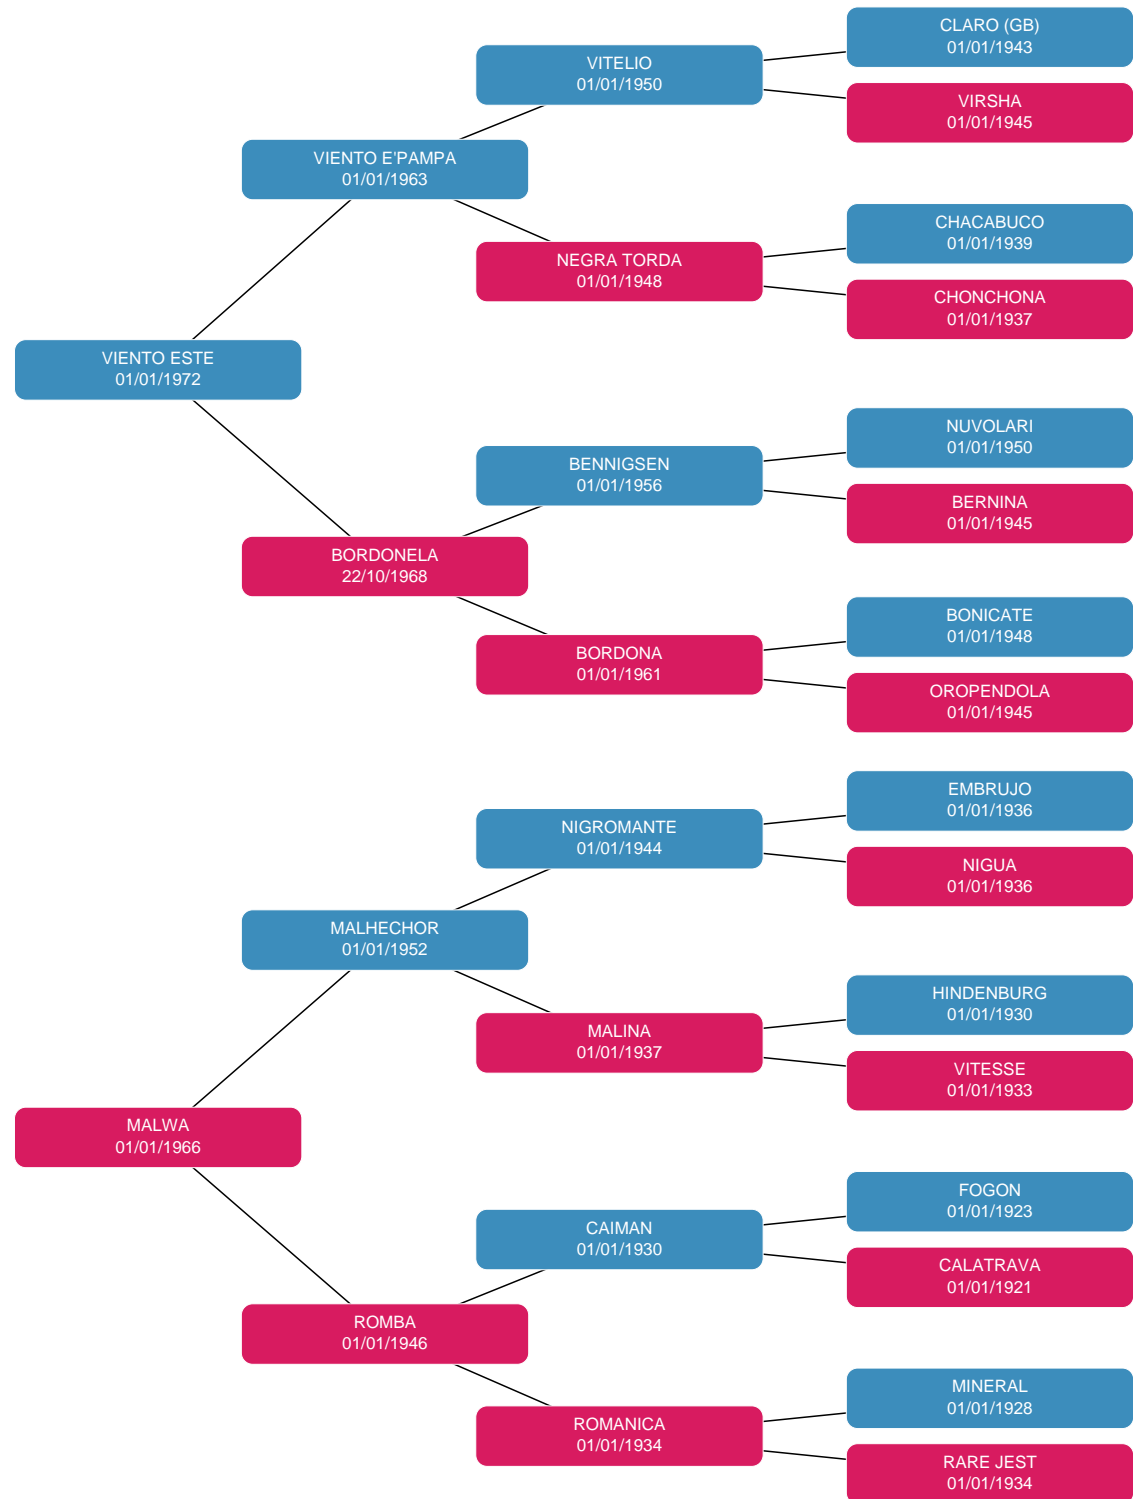 CLARO (GB)
01/01/1943
VITELIO
01/01/1950
VIRSHA
01/01/1945
VIENTO E'PAMPA
01/01/1963
CHACABUCO
01/01/1939
NEGRA TORDA
01/01/1948
CHONCHONA
01/01/1937
VIENTO ESTE
01/01/1972
NUVOLARI
01/01/1950
BENNIGSEN
01/01/1956
BERNINA
01/01/1945
BORDONELA
22/10/1968
BONICATE
01/01/1948
BORDONA
01/01/1961
OROPENDOLA
01/01/1945
EMBRUJO
01/01/1936
NIGROMANTE
01/01/1944
NIGUA
01/01/1936
MALHECHOR
01/01/1952
HINDENBURG
01/01/1930
MALINA
01/01/1937
VITESSE
01/01/1933
MALWA
01/01/1966
FOGON
01/01/1923
CAIMAN
01/01/1930
CALATRAVA
01/01/1921
ROMBA
01/01/1946
MINERAL
01/01/1928
ROMANICA
01/01/1934
RARE JEST
01/01/1934